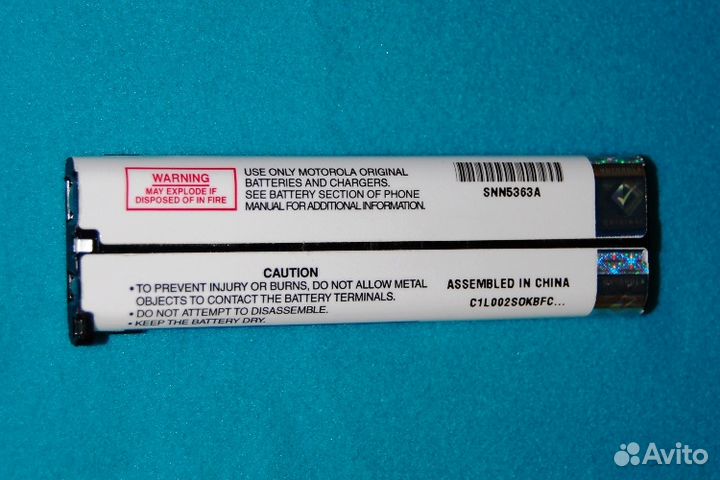 WARNING
MAY EXPLODE IF
DISPOSED OF IN FIRE
USE ONLY MOTOROLA ORIGINAL
BATTERIES AND CHARGERS.
SEE BATTERY SECTION OF PHONE
MANUAL FOR ADDITIONAL INFORMATION.
SNN5363A
ORIGINAL
CAUTION
• TO PREVENT INJURY OR BURNS, DO NOT ALLOW METAL
OBJECTS TO CONTACT THE BATTERY TERMINALS.
• DO NOT ATTEMPT TO DISASSEMBLE.
• KEEP THE BATTERY DRY.
ASSEMBLED IN CHINA
C1L002SOKBFC...
Avito